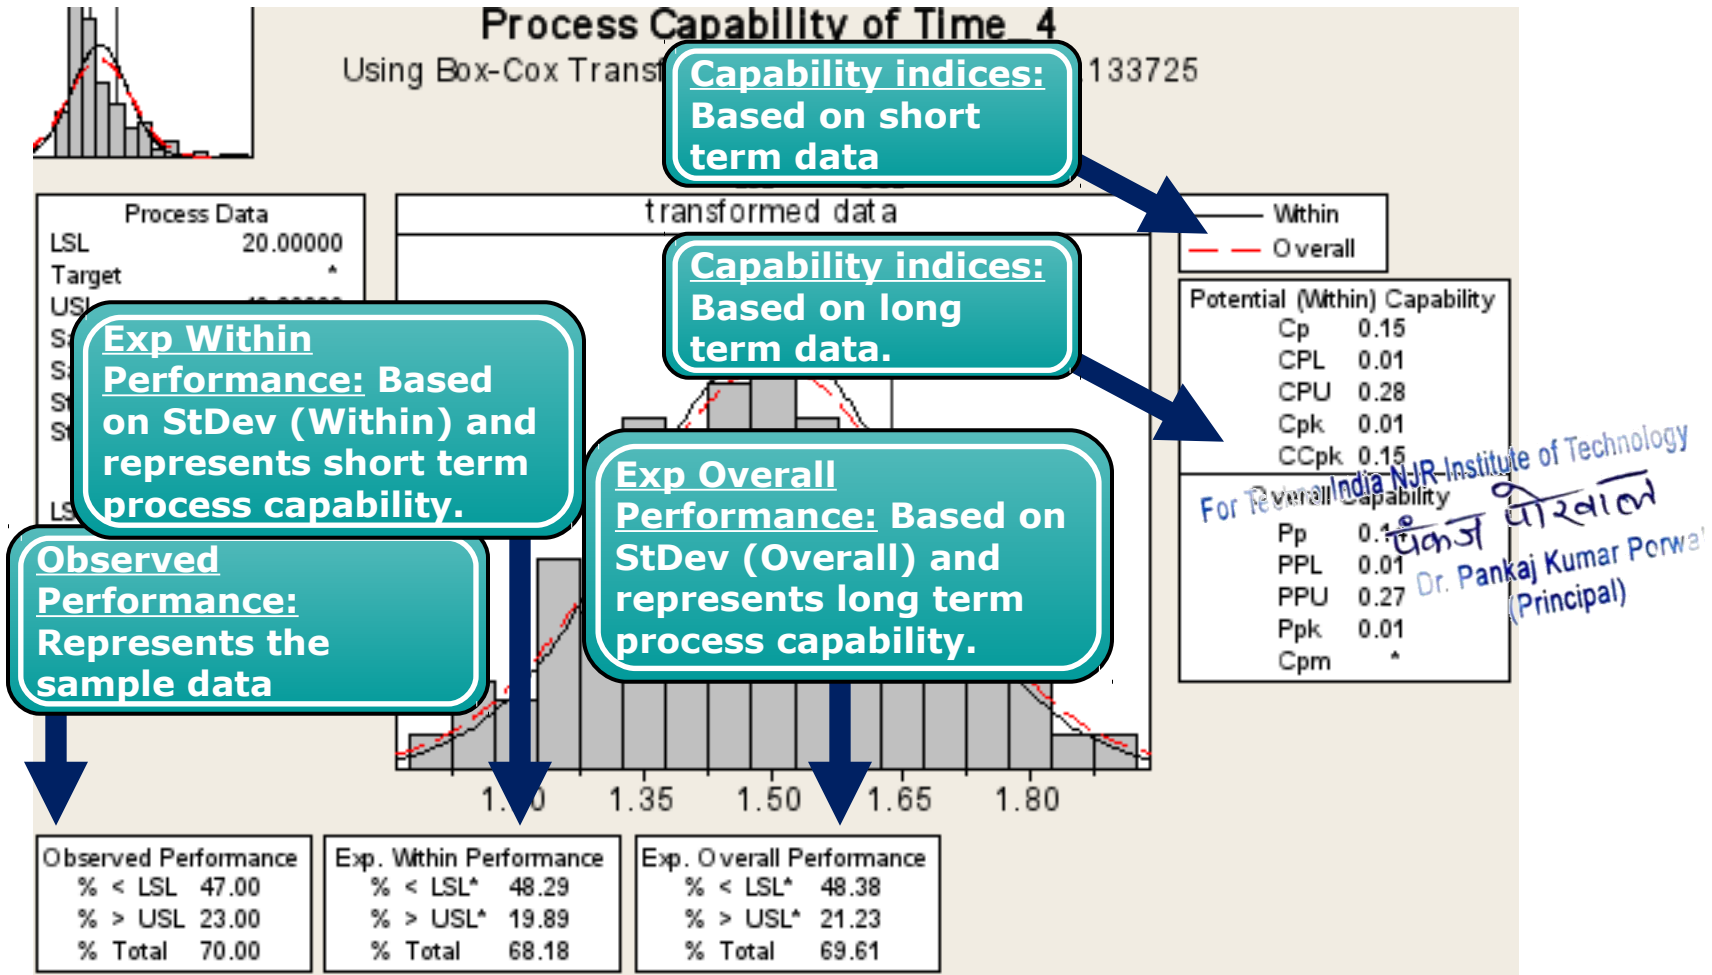 Process Capability of Time_4
Using Box-Cox Transf
133725
Capability indices:
Based on short
term data
Process Data
LSL 20.00000
Target *
transformed data
Within
Overall
Capability indices:
Based on long
term data.
Potential (Within) Capability
Cp 0.15
CPL 0.01
CPU 0.28
Cpk 0.01
CCpk 0.15
Exp Within
Performance: Based
on StDev (Within) and
represents short term
process capability.
Exp Overall
Performance: Based on
StDev (Overall) and
represents long term
process capability.
Observed
Performance:
Represents the
sample data
Overall Capability
Pp
PPL 0.01
PPU 0.27
Ppk 0.01
Cpm *
For Techno India NJR Institute of Technology
पंकज पोरवाल
Dr. Pankaj Kumar Porwal
(Principal)
1.35 1.50 1.65 1.80
Observed Performance
% < LSL 47.00
% > USL 23.00
% Total 70.00
Exp. Within Performance
% < LSL* 48.29
% > USL* 19.89
% Total 68.18
Exp. Overall Performance
% < LSL* 48.38
% > USL* 21.23
% Total 69.61